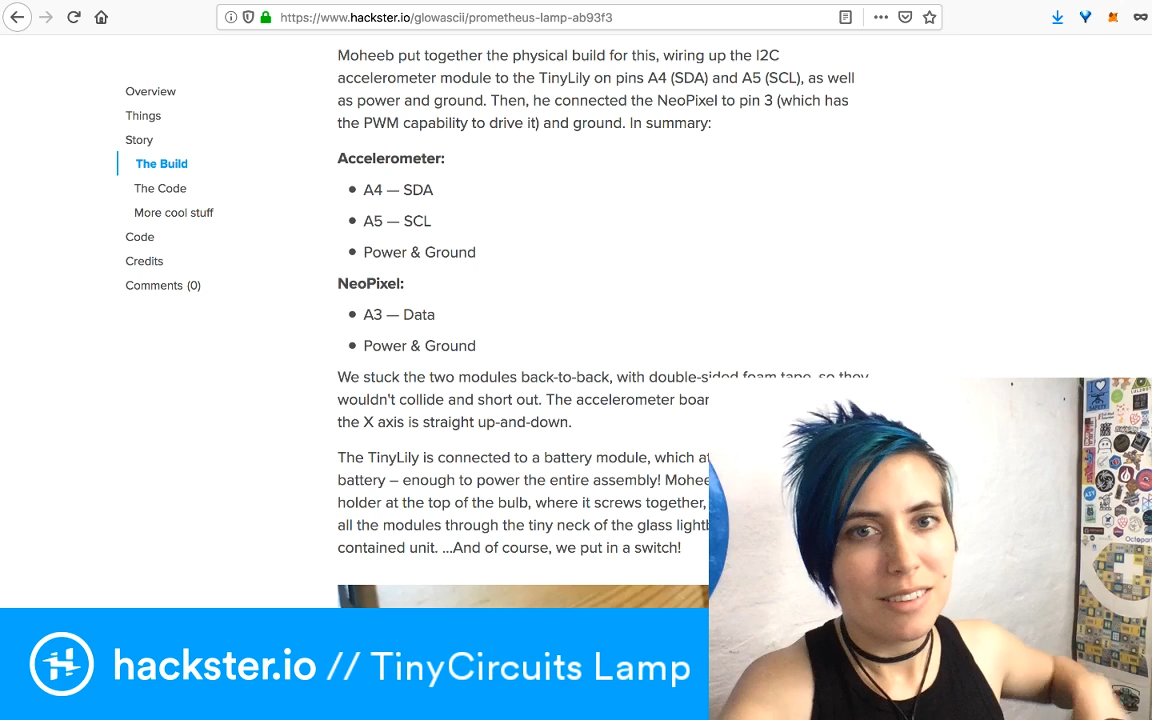 https://www.hackster.io/glowascii/prometheus-lamp-ab93f3
Overview
Things
Story
The Build
The Code
More cool stuff
Code
Credits
Comments (0)
Moheeb put together the physical build for this, wiring up the I2C
accelerometer module to the TinyLily on pins A4 (SDA) and A5 (SCL), as well
as power and ground. Then, he connected the NeoPixel to pin 3 (which has
the PWM capability to drive it) and ground. In summary:
Accelerometer:
• A4 — SDA
• A5 — SCL
• Power & Ground
NeoPixel:
• A3 — Data
• Power & Ground
We stuck the two modules back-to-back, with double-sided foam tape, so they
wouldn't collide and short out. The accelerometer boar
the X axis is straight up-and-down.
The TinyLily is connected to a battery module, which at
battery – enough to power the entire assembly! Mohee
holder at the top of the bulb, where it screws together,
all the modules through the tiny neck of the glass lightb
contained unit. ...And of course, we put in a switch!
hackster.io // TinyCircuits Lamp